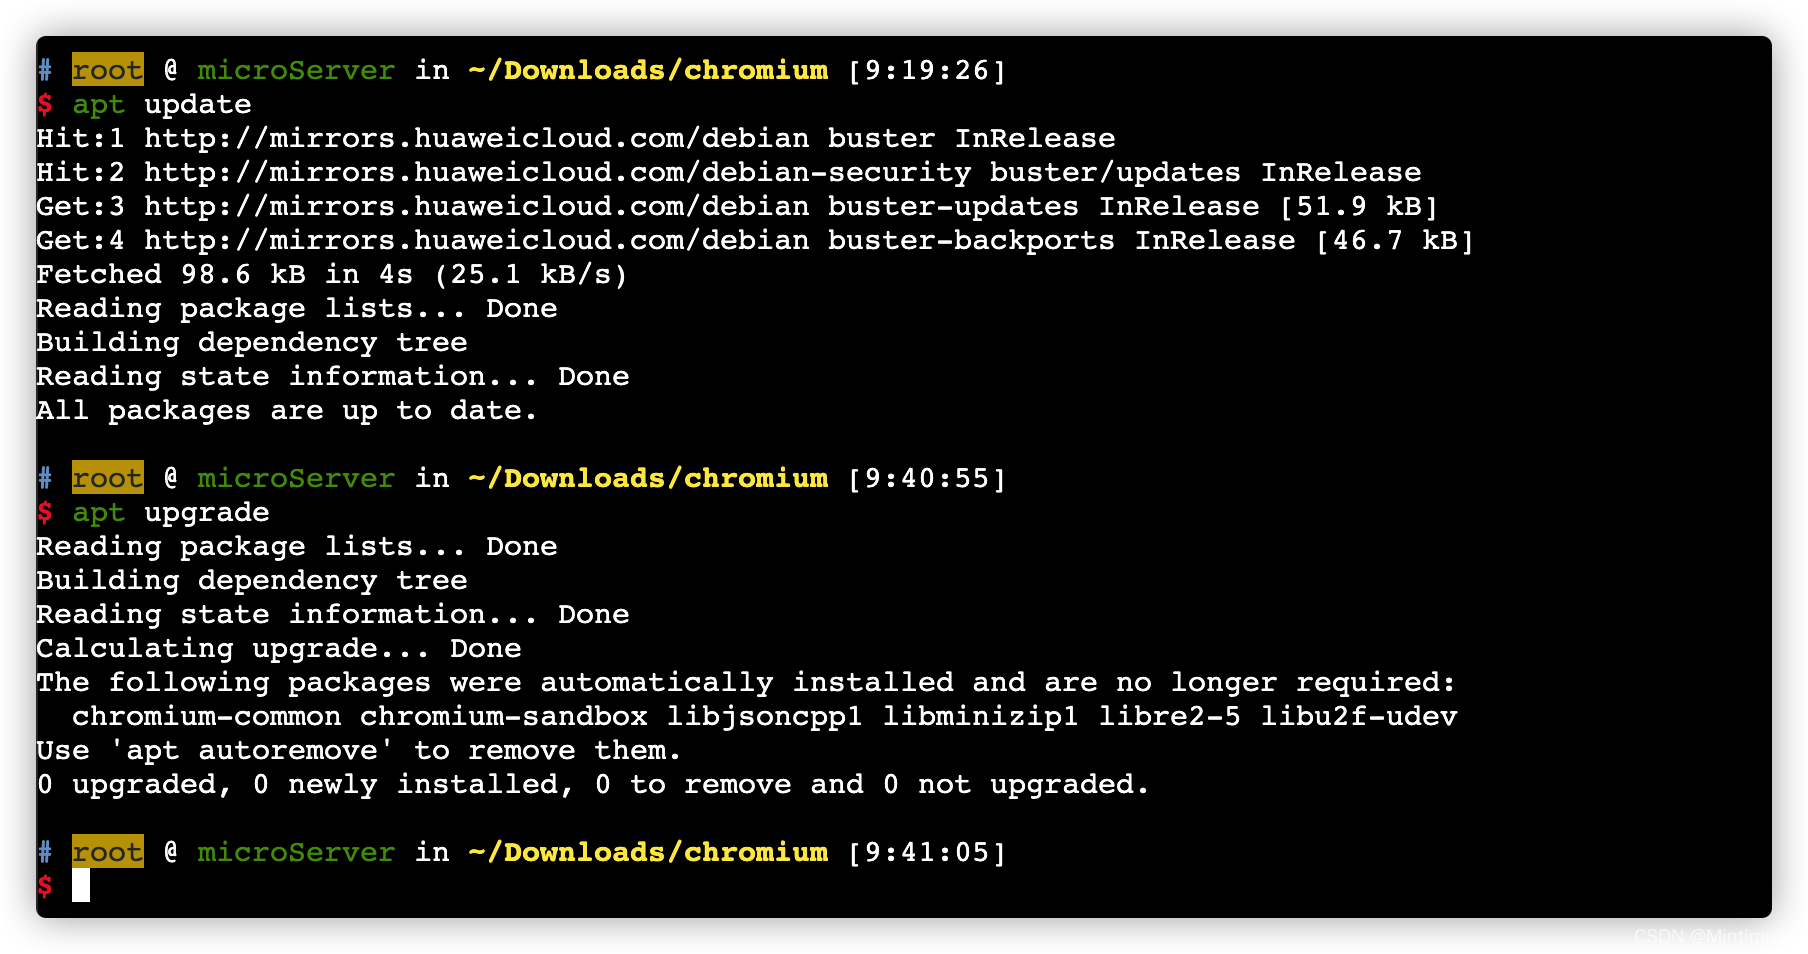 # root @ microServer in ~/Downloads/chromium [9:19:26]
$ apt update
Hit:1 http://mirrors.huaweicloud.com/debian buster InRelease
Hit:2 http://mirrors.huaweicloud.com/debian-security buster/updates InRelease
Get:3 http://mirrors.huaweicloud.com/debian buster-updates InRelease [51.9 kB]
Get:4 http://mirrors.huaweicloud.com/debian buster-backports InRelease [46.7 kB]
Fetched 98.6 kB in 4s (25.1 kB/s)
Reading package lists... Done
Building dependency tree
Reading state information... Done
All packages are up to date.
# root @ microServer in ~/Downloads/chromium [9:40:55]
$ apt upgrade
Reading package lists... Done
Building dependency tree
Reading state information... Done
Calculating upgrade... Done
The following packages were automatically installed and are no longer required:
  chromium-common chromium-sandbox libjsoncpp1 libminizip1 libre2-5 libu2f-udev
Use 'apt autoremove' to remove them.
0 upgraded, 0 newly installed, 0 to remove and 0 not upgraded.
# root @ microServer in ~/Downloads/chromium [9:41:05]
$
CSDN